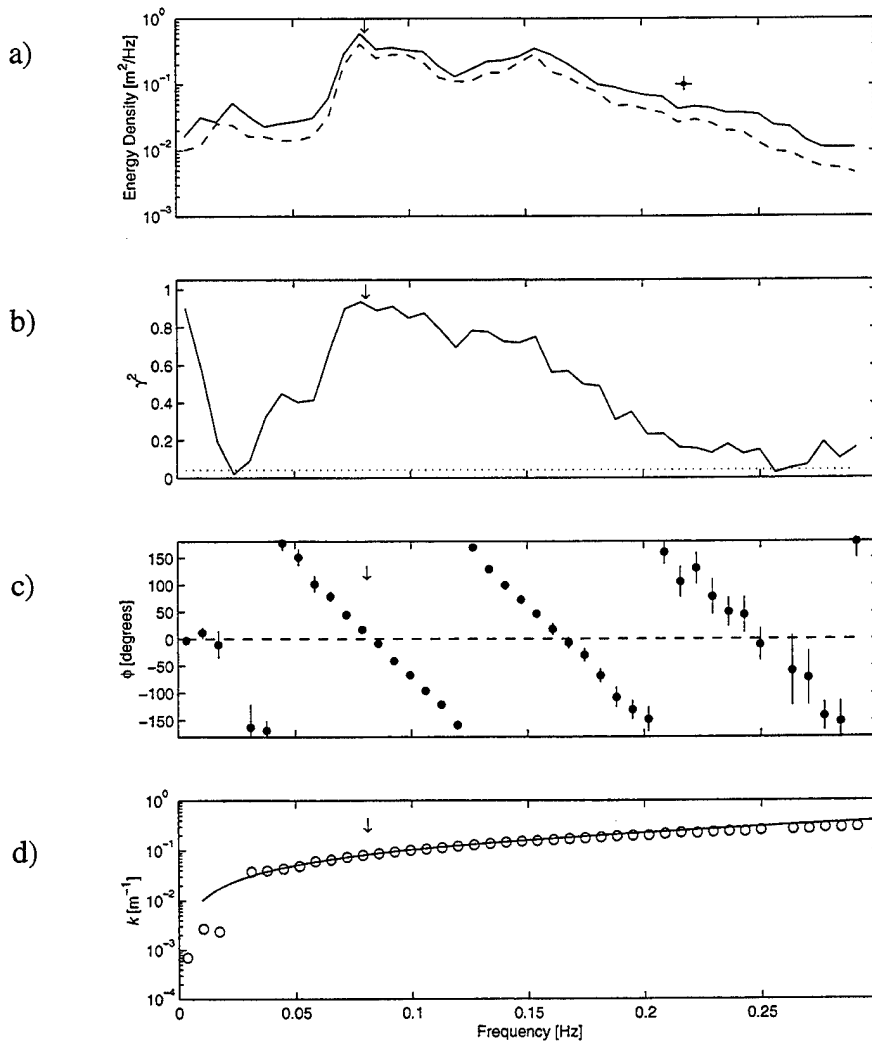 a)
Energy Density [m²/Hz]
10⁰
10⁻¹
10⁻²
10⁻³
b)
γ²
1
0.8
0.6
0.4
0.2
0
c)
ϕ [degrees]
150
100
50
0
−50
−100
−150
d)
k [m⁻¹]
10⁰
10⁻¹
10⁻²
10⁻³
10⁻⁴
0 0.05 0.1 0.15 0.2 0.25
Frequency [Hz]